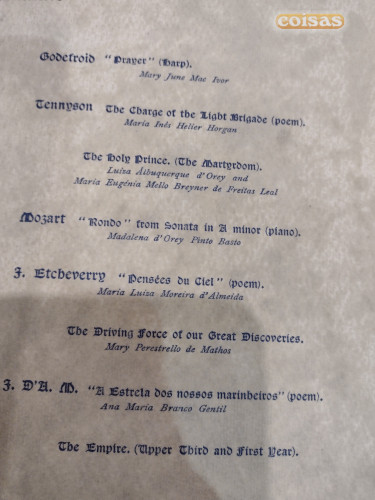 coisas
Godefroid "Prayer" (Harp).
Mary June Mac Ivor
Tennyson The Charge of the Light Brigade (poem).
Maria Inês Helier Horgan
The Holy Prince. (The Martyrdom).
Luísa Albuquerque d'Orey and
Maria Eugénia Mello Breyner de Freitas Leal
Mozart "Rondo" from Sonata in A minor (piano).
Madalena d'Orey Pinto Basto
J. Etcheverry "Pensées du Ciel" (poem).
Maria Luiza Moreira d'Almeida
The Driving Force of our Great Discoveries.
Mary Perestrello de Mathos
J. D'A. M. "A Estrela dos nossos marinheiros" (poem).
Ana Maria Branco Gentil
The Empire. (Upper Third and First Year).